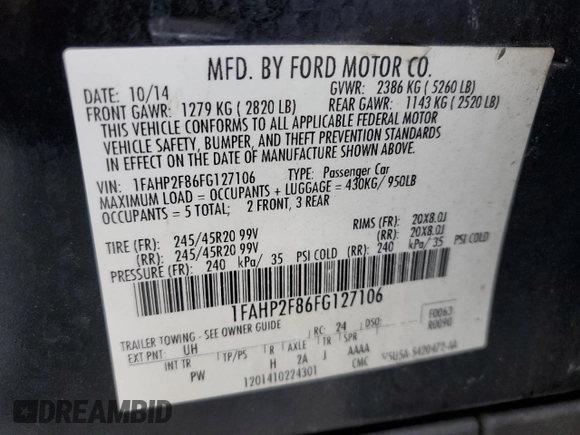 MFD. BY FORD MOTOR CO.
DATE: 10/14 GVWR: 2386 KG ( 5260 LB)
FRONT GAWR: 1279 KG ( 2820 LB) REAR GAWR: 1143 KG ( 2520 LB)
THIS VEHICLE CONFORMS TO ALL APPLICABLE FEDERAL MOTOR
VEHICLE SAFETY, BUMPER, AND THEFT PREVENTION STANDARDS
IN EFFECT ON THE DATE OF MANUFACTURE SHOWN ABOVE.
VIN: 1FAHP2F86FG127106 TYPE: Passenger Car
MAXIMUM LOAD = OCCUPANTS + LUGGAGE = 430KG/ 950LB
OCCUPANTS = 5 TOTAL; 2 FRONT, 3 REAR
TIRE (FR): 245/45R20 99V RIMS (FR): 20X8.0J
(RR): 245/45R20 99V (RR): 20X8.0J
PRESSURE (FR): 240 kPa/ 35 PSI COLD (RR): 240 kPa/ 35 PSI COLD
1FAHP2F86FG127106
TRAILER TOWING - SEE OWNER GUIDE RC: 24 DSO: F0063
R0090
EXT PNT: UH
INT TR TP/PS R AXLE TR SPR
PW H 2A J AAAA
CMC
1201410224301
DREAMBID